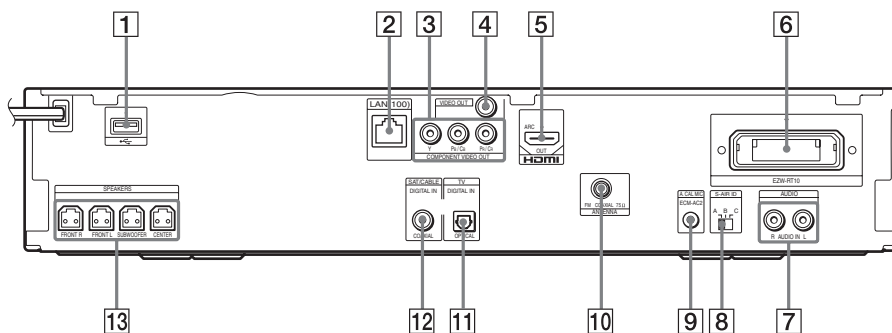 1 2 3 4 5 6
LAN(100)
VIDEO OUT
Y PB / CB PR / CR
COMPONENT VIDEO OUT
ARC
OUT
HDMI
EZW-RT10
SPEAKERS
FRONT R FRONT L SUBWOOFER CENTER
SAT/CABLE
DIGITAL IN
COAXIAL
TV
DIGITAL IN
OPTICAL
FM COAXIAL 75Ω
ANTENNA
A.CAL MIC
ECM-AC2
S-AIR ID
A B C
AUDIO
R AUDIO IN L
13 12 11 10 9 8 7